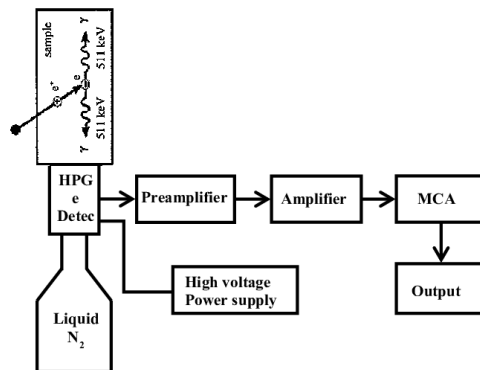 sample
γ
511 keV
e
e⁺
511 keV
γ
HPG
e
Detec
Preamplifier
Amplifier
MCA
High voltage
Power supply
Output
Liquid
N₂